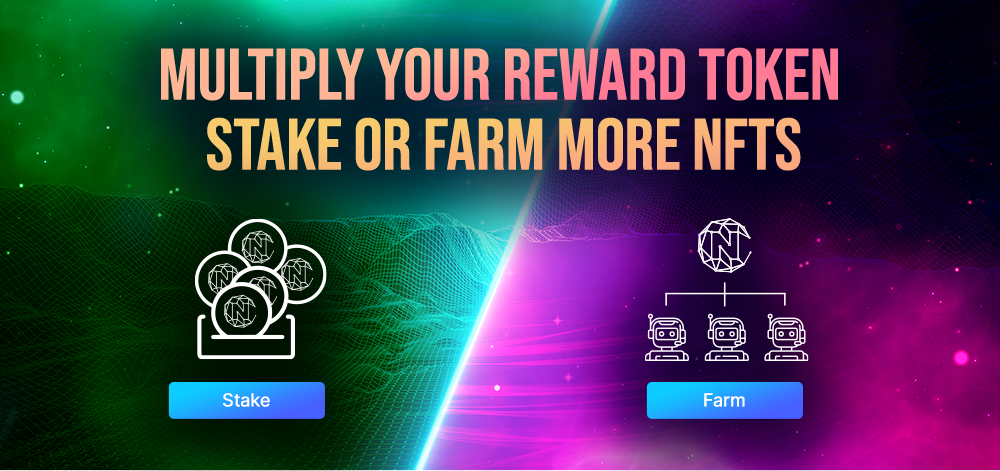 MULTIPLY YOUR REWARD TOKEN
STAKE OR FARM MORE NFTS
Stake
Farm